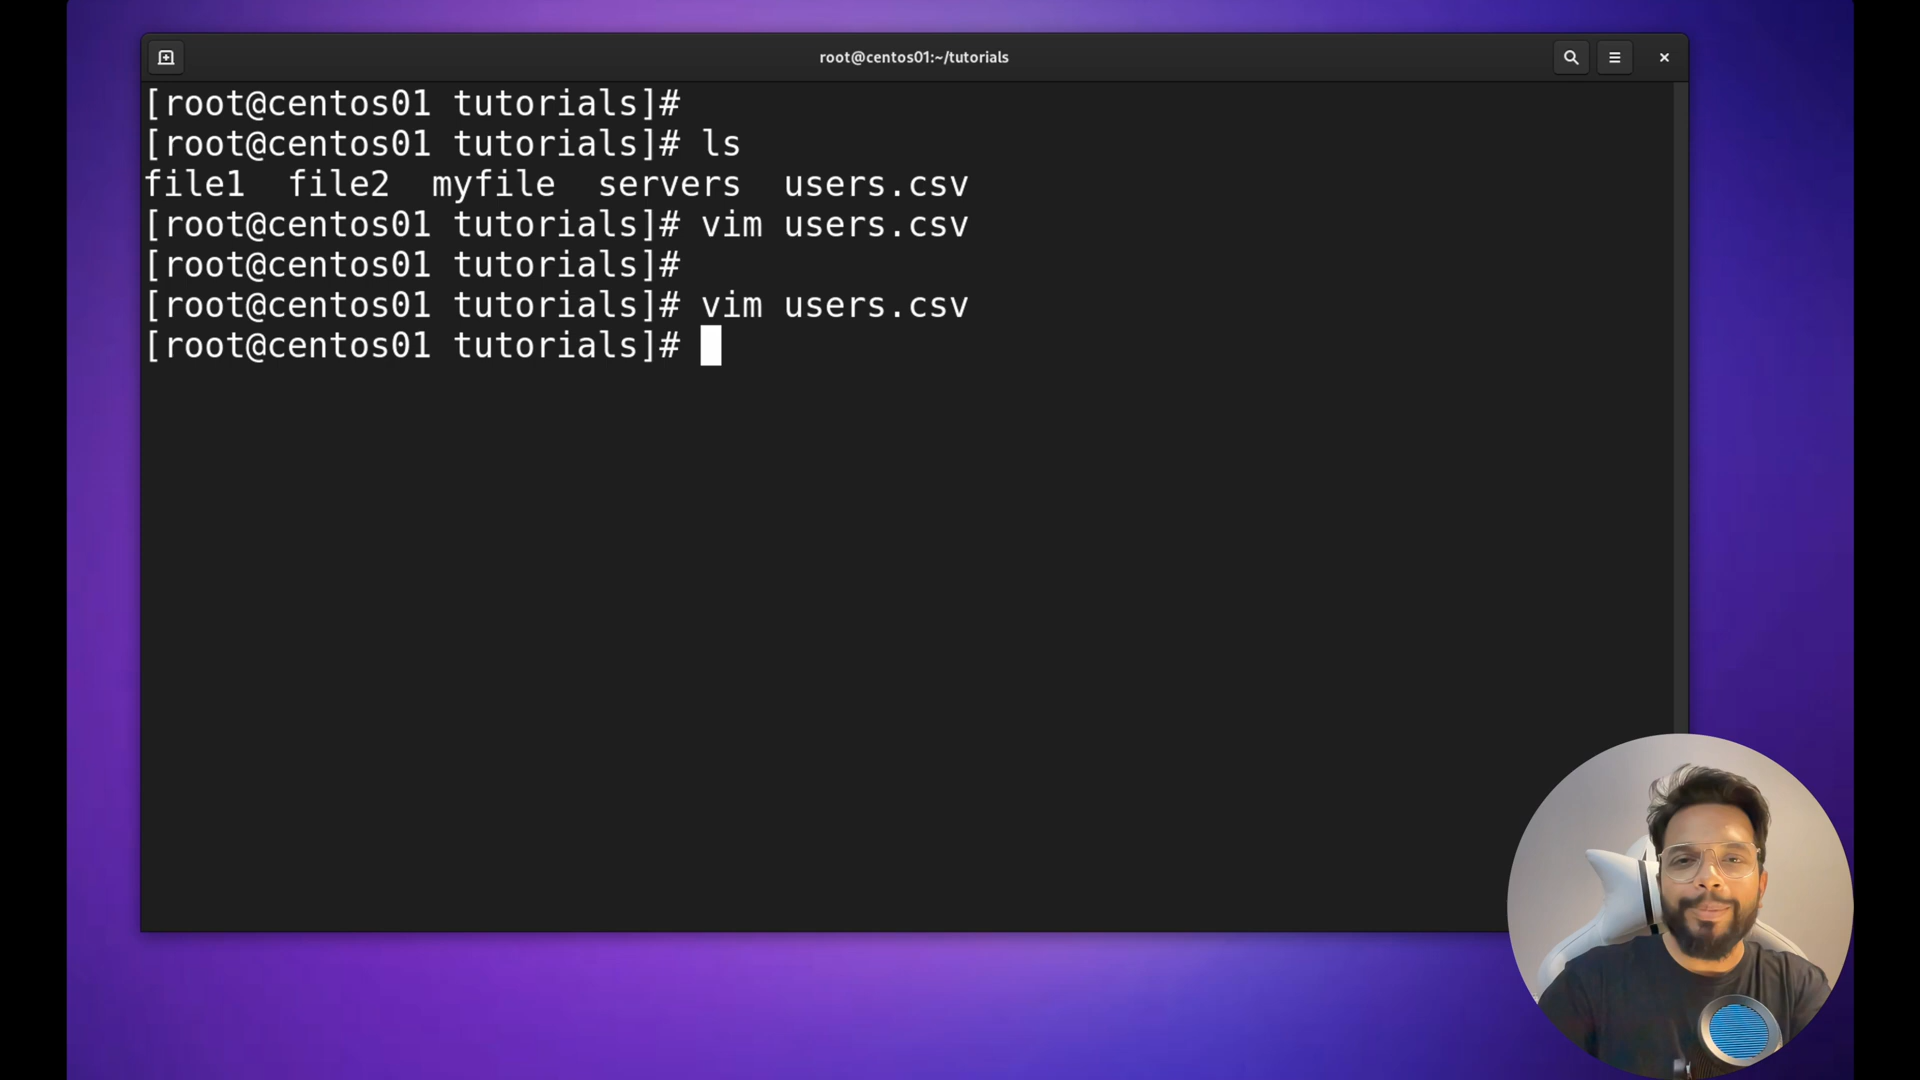 root@centos01:~/tutorials
[root@centos01 tutorials]#
[root@centos01 tutorials]# ls
file1  file2  myfile  servers  users.csv
[root@centos01 tutorials]# vim users.csv
[root@centos01 tutorials]#
[root@centos01 tutorials]# vim users.csv
[root@centos01 tutorials]#